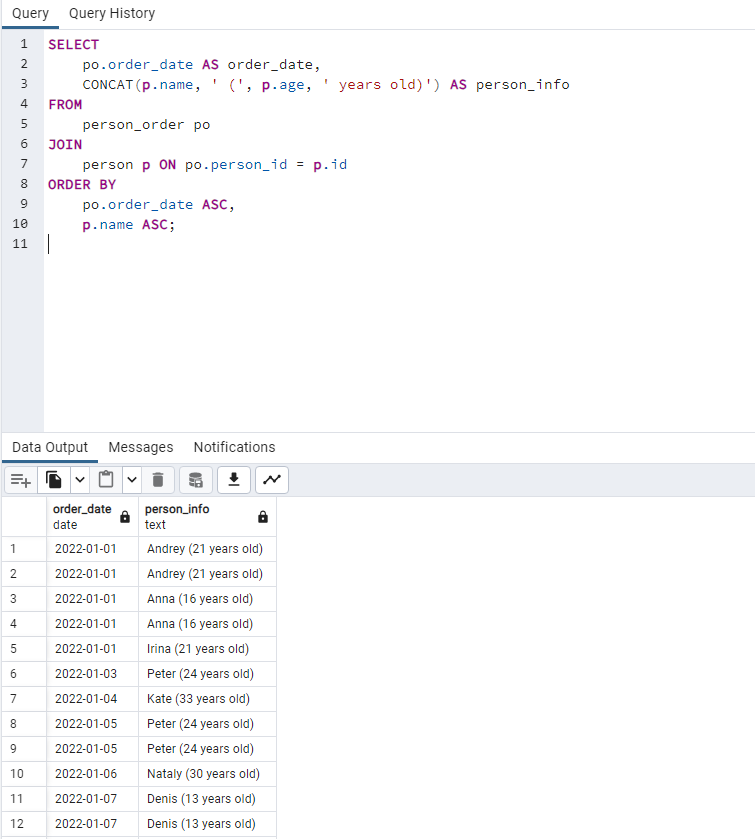 Query Query History
1 SELECT
2 po.order_date AS order_date,
3 CONCAT(p.name, ' (', p.age, ' years old)') AS person_info
4 FROM
5 person_order po
6 JOIN
7 person p ON po.person_id = p.id
8 ORDER BY
9 po.order_date ASC,
10 p.name ASC;
11
Data Output Messages Notifications
order_date person_info
date text
1 2022-01-01 Andrey (21 years old)
2 2022-01-01 Andrey (21 years old)
3 2022-01-01 Anna (16 years old)
4 2022-01-01 Anna (16 years old)
5 2022-01-01 Irina (21 years old)
6 2022-01-03 Peter (24 years old)
7 2022-01-04 Kate (33 years old)
8 2022-01-05 Peter (24 years old)
9 2022-01-05 Peter (24 years old)
10 2022-01-06 Nataly (30 years old)
11 2022-01-07 Denis (13 years old)
12 2022-01-07 Denis (13 years old)